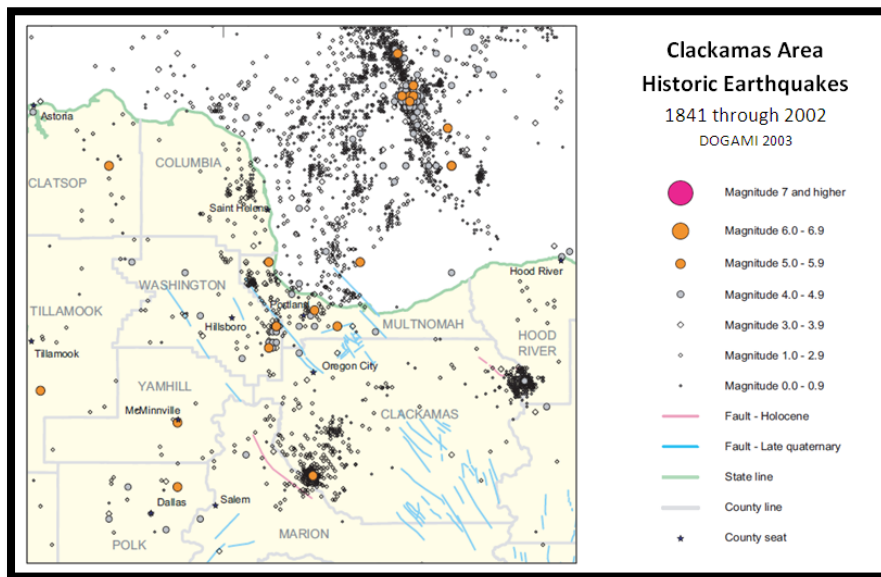 Clackamas Area
Historic Earthquakes
1841 through 2002
DOGAMI 2003
Magnitude 7 and higher
Magnitude 6.0 - 6.9
Magnitude 5.0 - 5.9
Magnitude 4.0 - 4.9
Magnitude 3.0 - 3.9
Magnitude 1.0 - 2.9
Magnitude 0.0 - 0.9
Fault - Holocene
Fault - Late quaternary
State line
County line
County seat
Astoria
COLUMBIA
CLATSOP
Saint Helens
Hood River
WASHINGTON
TILLAMOOK
Portland
Hillsboro
MULTNOMAH
HOOD
RIVER
Tillamook
Oregon City
YAMHILL
McMinnville
CLACKAMAS
Dallas
Salem
MARION
POLK